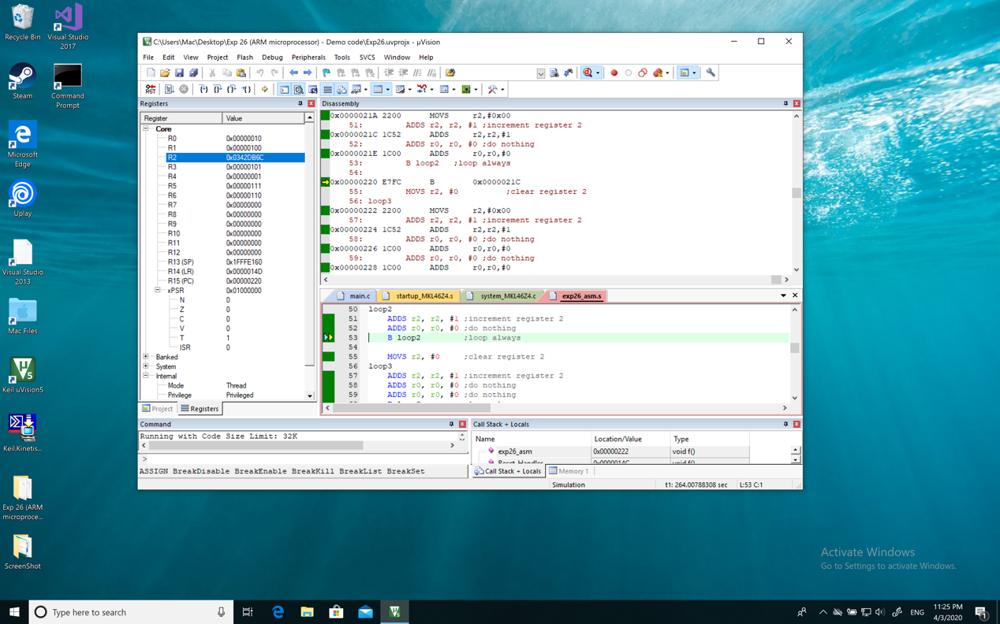 Recycle Bin
Visual Studio 2017
Steam
Command Prompt
Microsoft Edge
Uplay
Visual Studio 2013
Mac Files
Keil uVision5
Keil:Kinetis...
Exp 26 (ARM microproce...
ScreenShot
C:\Users\Mac\Desktop\Exp 26 (ARM microprocessor) - Demo code\Exp26.uvprojx - µVision
File Edit View Project Flash Debug Peripherals Tools SVCS Window Help
Registers
Register Value
Core
R0 0x00000010
R1 0x00000100
R2 0x0342DB6C
R3 0x00000101
R4 0x00000001
R5 0x00000111
R6 0x00000110
R7 0x00000000
R8 0x00000000
R9 0x00000000
R10 0x00000000
R11 0x00000000
R12 0x00000000
R13 (SP) 0x1FFFE160
R14 (LR) 0x0000014D
R15 (PC) 0x00000220
xPSR 0x01000000
N 0
Z 0
C 0
V 0
T 1
ISR 0
Banked
System
Internal
Mode Thread
Privilege Privileged
Project Registers
Disassembly
0x0000021A 2200 MOVS r2,#0x00
51: ADDS r2, r2, #1 ;increment register 2
0x0000021C 1C52 ADDS r2,r2,#1
52: ADDS r0, r0, #0 ;do nothing
0x0000021E 1C00 ADDS r0,r0,#0
53: B loop2 ;loop always
54:
0x00000220 E7FC B 0x0000021C
55: MOVS r2, #0 ;clear register 2
56: loop3
0x00000222 2200 MOVS r2,#0x00
57: ADDS r2, r2, #1 ;increment register 2
0x00000224 1C52 ADDS r2,r2,#1
58: ADDS r0, r0, #0 ;do nothing
0x00000226 1C00 ADDS r0,r0,#0
59: ADDS r0, r0, #0 ;do nothing
0x00000228 1C00 ADDS r0,r0,#0
main.c startup_MKL46Z4.s system_MKL46Z4.c exp26_asm.s
50 loop2
51 ADDS r2, r2, #1 ;increment register 2
52 ADDS r0, r0, #0 ;do nothing
53 B loop2 ;loop always
54
55 MOVS r2, #0 ;clear register 2
56 loop3
57 ADDS r2, r2, #1 ;increment register 2
58 ADDS r0, r0, #0 ;do nothing
59 ADDS r0, r0, #0 ;do nothing
Command
Running with Code Size Limit: 32K
>
ASSIGN BreakDisable BreakEnable BreakKill BreakList BreakSet
Call Stack + Locals
Name Location/Value Type
exp26_asm 0x00000222 void f()
Reset_Handler 0x0000014C void f()
Call Stack + Locals Memory 1
Simulation t1: 264.00788308 sec L:53 C:1
Activate Windows
Go to Settings to activate Windows.
Type here to search
ENG
11:25 PM
4/3/2020
1